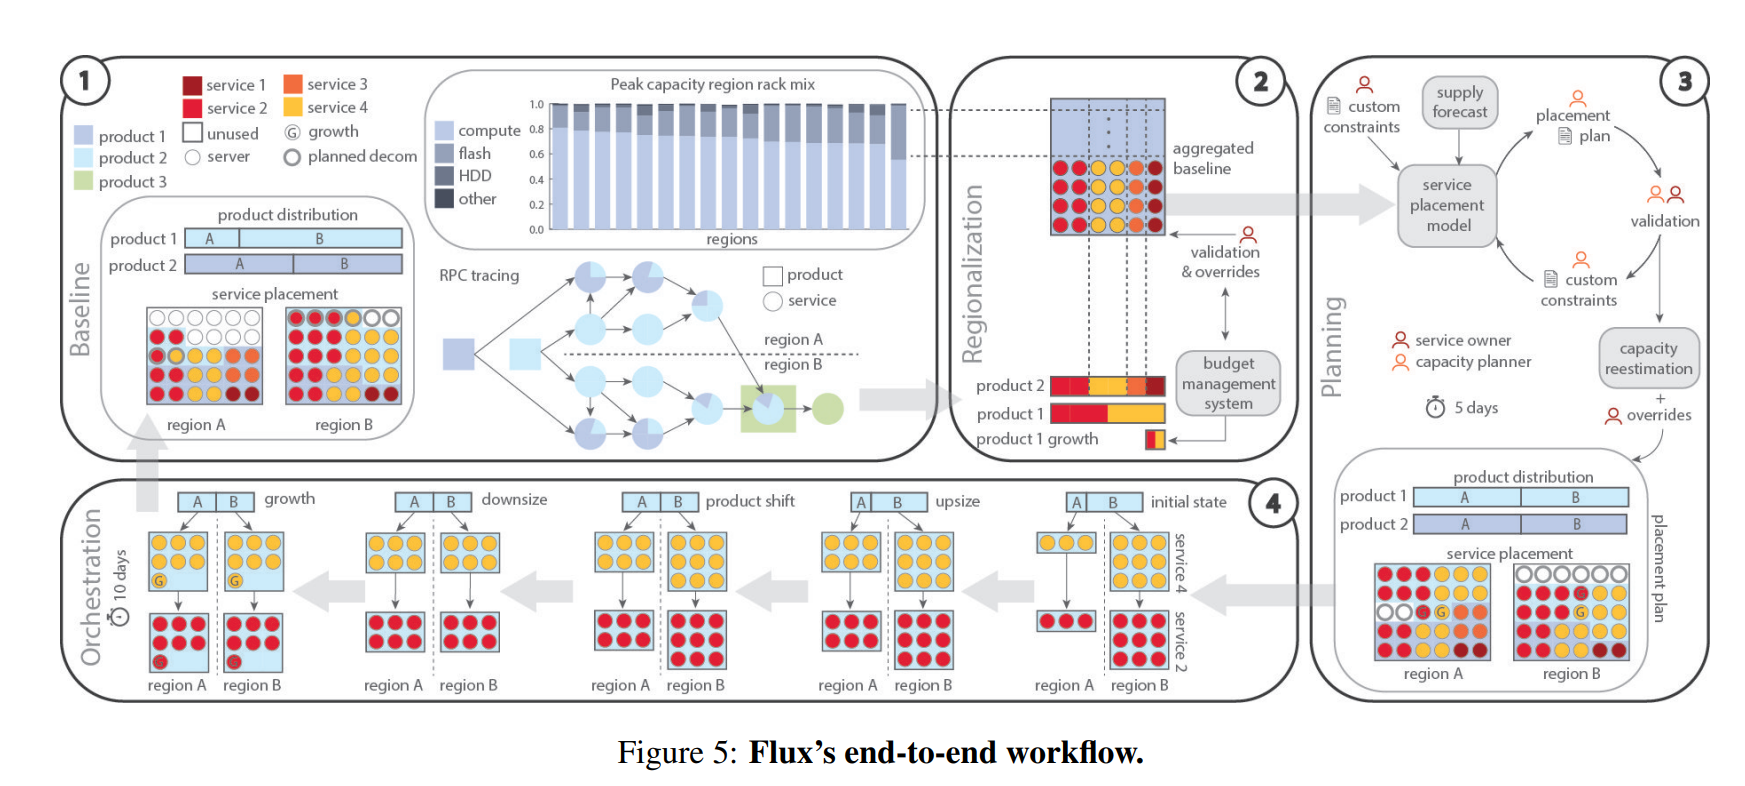 1
service 1
service 2
service 3
service 4
unused
G growth
server
planned decom
product 1
product 2
product 3
Baseline
product distribution
product 1 A B
product 2 A B
service placement
region A region B
Peak capacity region rack mix
compute
flash
HDD
other
1.0
0.8
0.6
0.4
0.2
0.0
regions
RPC tracing
product
service
region A
region B
2
Regionalization
aggregated
baseline
validation
& overrides
budget
management
system
product 2
product 1
product 1 growth
3
Planning
custom
constraints
supply
forecast
placement
plan
service
placement
model
validation
custom
constraints
service owner
capacity planner
5 days
capacity
reestimation
+
overrides
product distribution
product 1 A B
product 2 A B
service placement
G
G G G
region A region B
placement plan
4
Orchestration
10 days
A B growth
G G
G G
region A region B
A B downsize
region A region B
A B product shift
region A region B
A B upsize
region A region B
A B initial state
service 4
service 2
region A region B
Figure 5: Flux's end-to-end workflow.